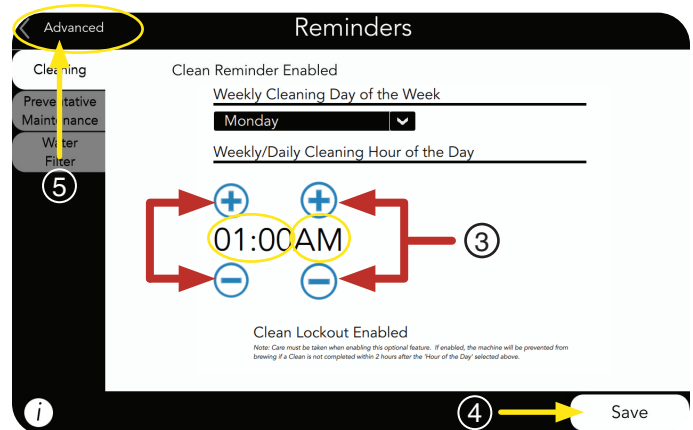 Advanced
Reminders
Cleaning
Clean Reminder Enabled
Weekly Cleaning Day of the Week
Preventative
Maintenance
Monday
Water
Filter
Weekly/Daily Cleaning Hour of the Day
5
3
01:00 AM
Clean Lockout Enabled
Note: Care must be taken when enabling this optional feature. If enabled, the machine will be prevented from
brewing if a Clean is not completed within 2 hours after the 'Hour of the Day' selected above.
i
4
Save